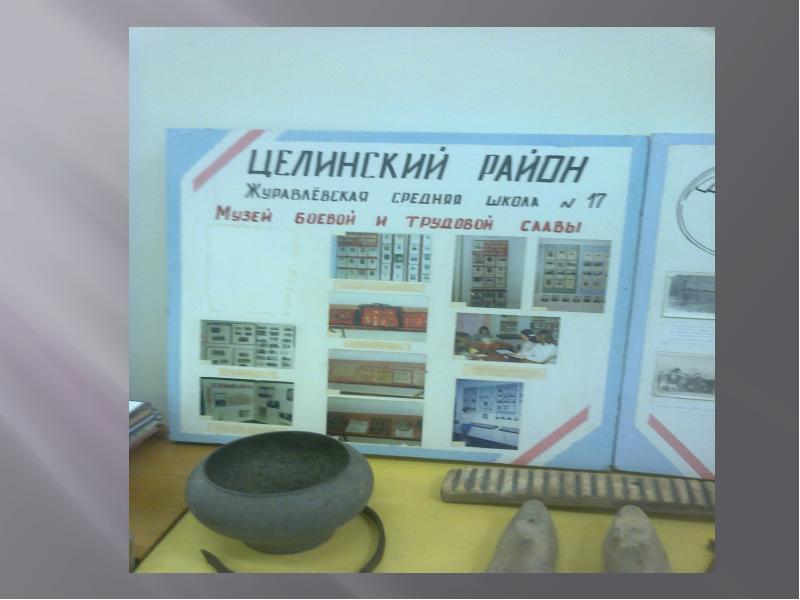 ЦЕЛИНСКИЙ РАЙОН
ЖУРАВЛЁВСКАЯ СРЕДНЯЯ ШКОЛА № 17
МУЗЕЙ БОЕВОЙ И ТРУДОВОЙ СЛАВЫ